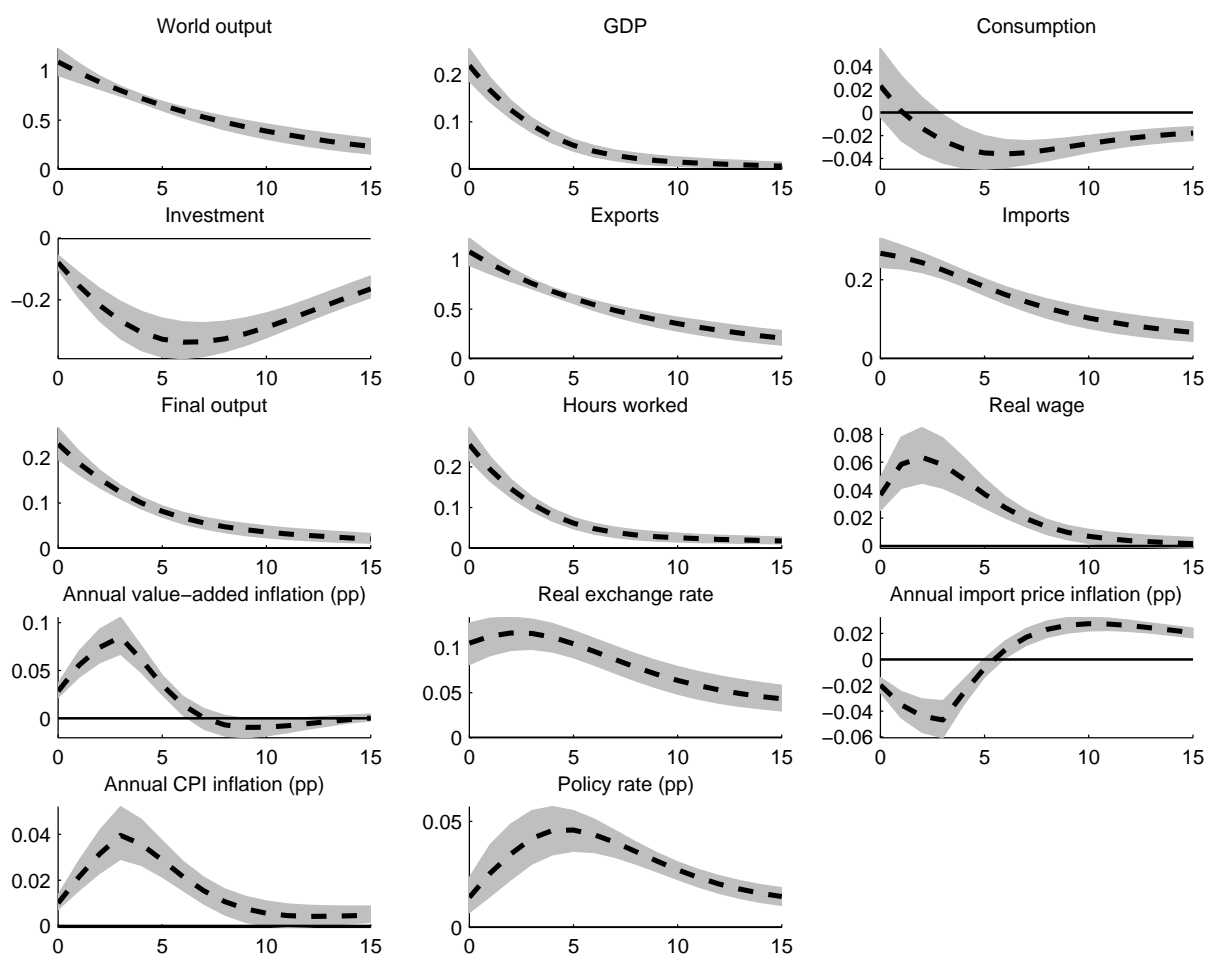 World output
GDP
Consumption
1
0.5
0
0 5 10 15
0.2
0.1
0
0 5 10 15
0.04
0.02
0
−0.02
−0.04
0 5 10 15
Investment
Exports
Imports
0
−0.2
0 5 10 15
1
0.5
0
0 5 10 15
0.2
0
0 5 10 15
Final output
Hours worked
Real wage
0.2
0.1
0
0 5 10 15
0.2
0.1
0
0 5 10 15
0.08
0.06
0.04
0.02
0
0 5 10 15
Annual value−added inflation (pp)
Real exchange rate
Annual import price inflation (pp)
0.1
0.05
0
0 5 10 15
0.1
0.05
0
0 5 10 15
0.02
0
−0.02
−0.04
−0.06
0 5 10 15
Annual CPI inflation (pp)
Policy rate (pp)
0.04
0.02
0
0 5 10 15
0.05
0
0 5 10 15